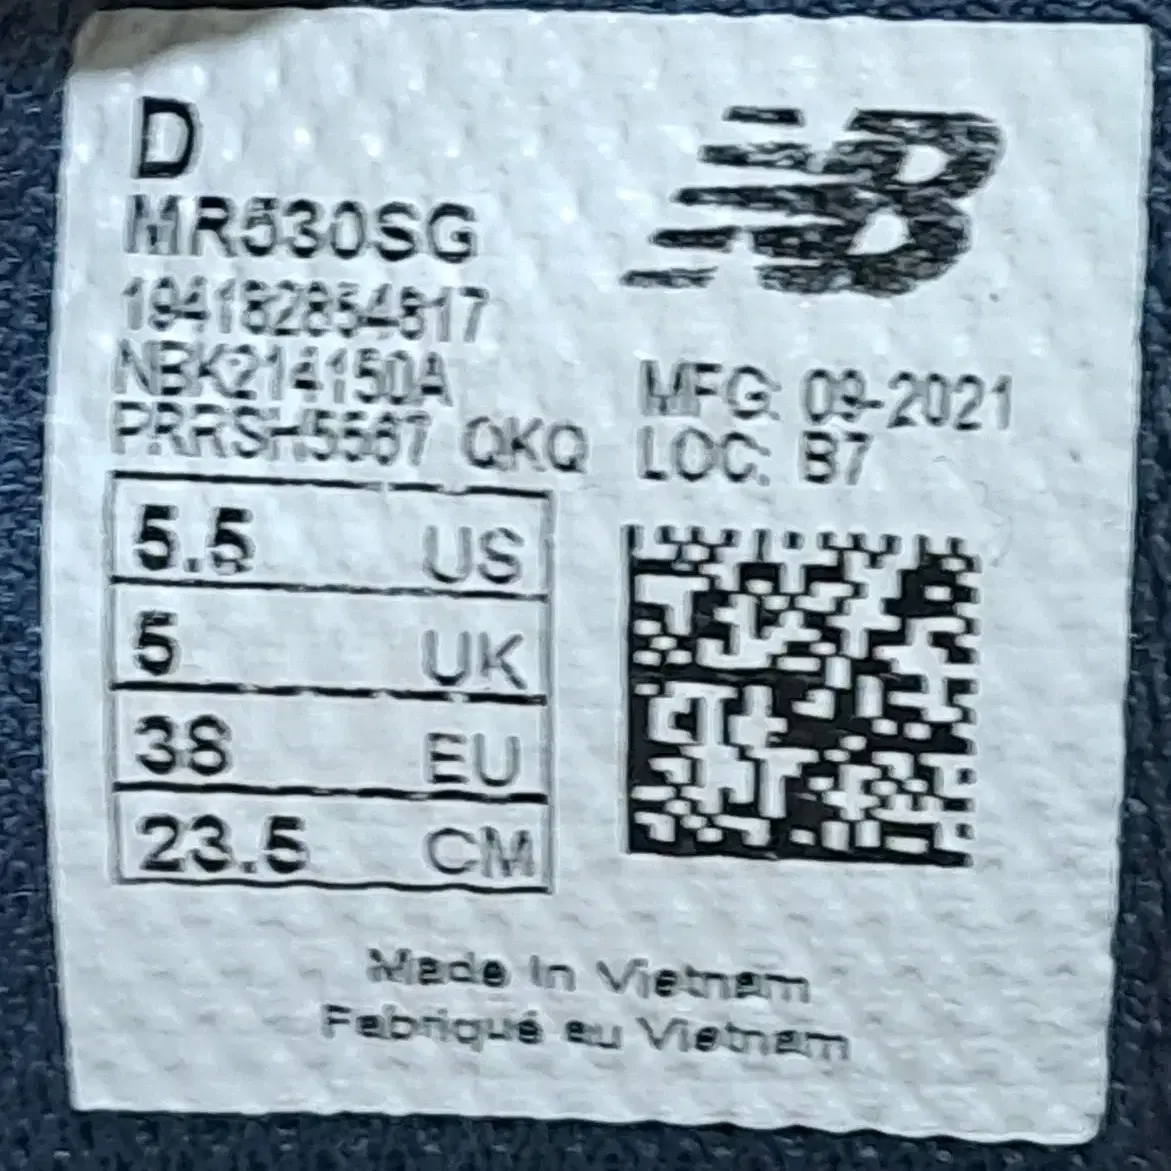 D
MR530SG
194182854817
NBK214150A
PRRSH5567 QKQ
NB
MFG: 09-2021
LOC: B7
5.5 US
5 UK
38 EU
23.5 CM
Made in Vietnam
Fabriqué au Vietnam